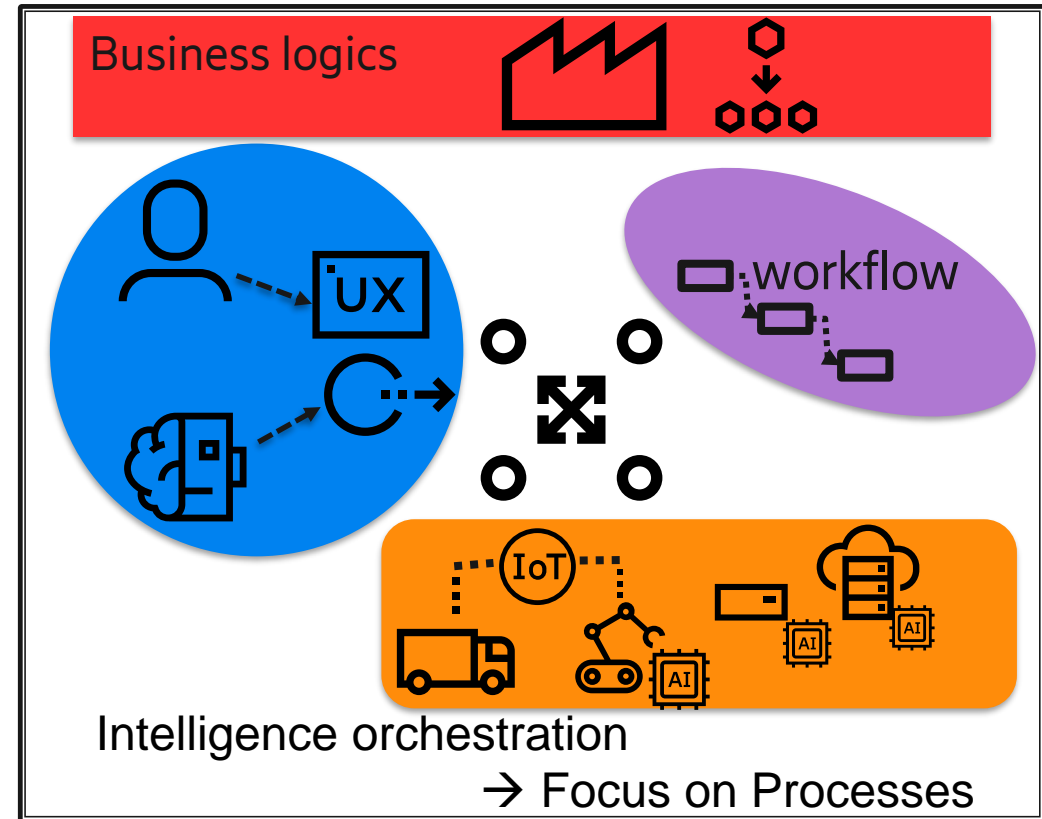 Business logics
UX
workflow
IoT
AI
AI
AI
Intelligence orchestration
→ Focus on Processes